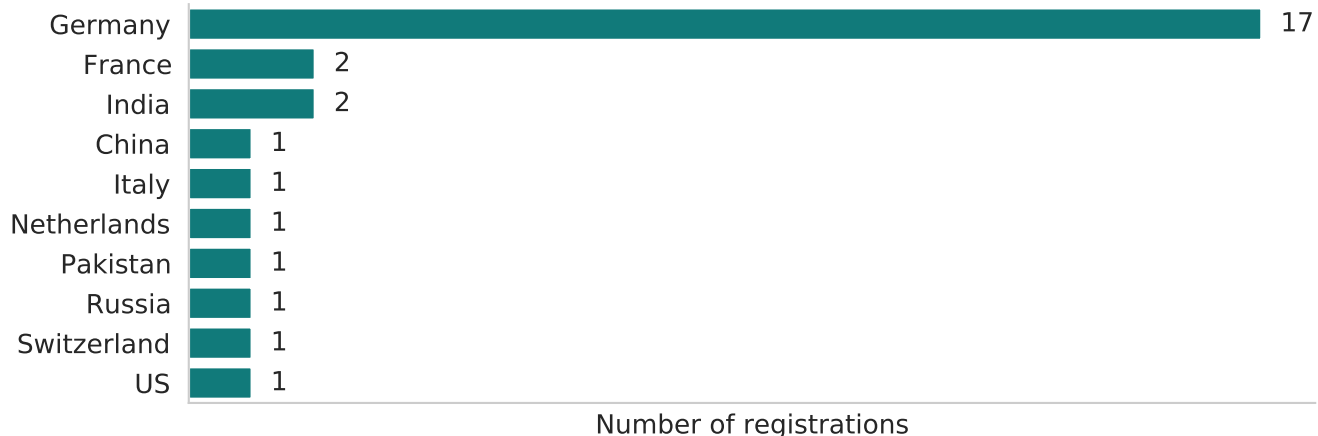 Germany 17
France 2
India 2
China 1
Italy 1
Netherlands 1
Pakistan 1
Russia 1
Switzerland 1
US 1
Number of registrations